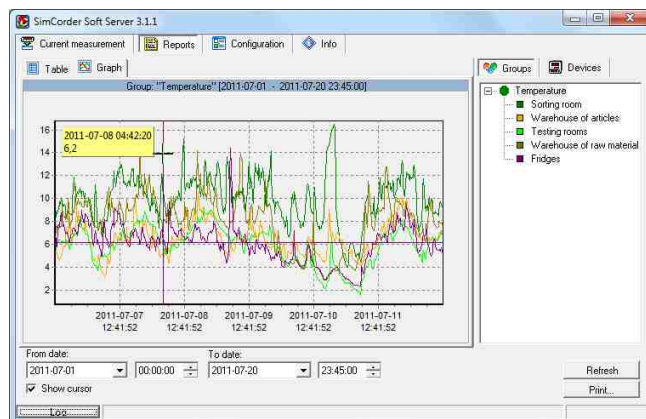 SimCorder Soft Server 3.1.1
Current measurement Reports Configuration Info
Table Graph
Groups Devices
Group: "Temperature" [2011-07-01 - 2011-07-20 23:45:00]
Temperature
Sorting room
Warehouse of articles
Testing rooms
Warehouse of raw material
Fridges
2011-07-08 04:42:20
6,2
16
14
12
10
8
6
4
2
2011-07-07 2011-07-08 2011-07-09 2011-07-10 2011-07-11
12:41:52 12:41:52 12:41:52 12:41:52 12:41:52
From date: To date:
2011-07-01 00:00:00 2011-07-20 23:45:00
Refresh
Show cursor
Print...
Log